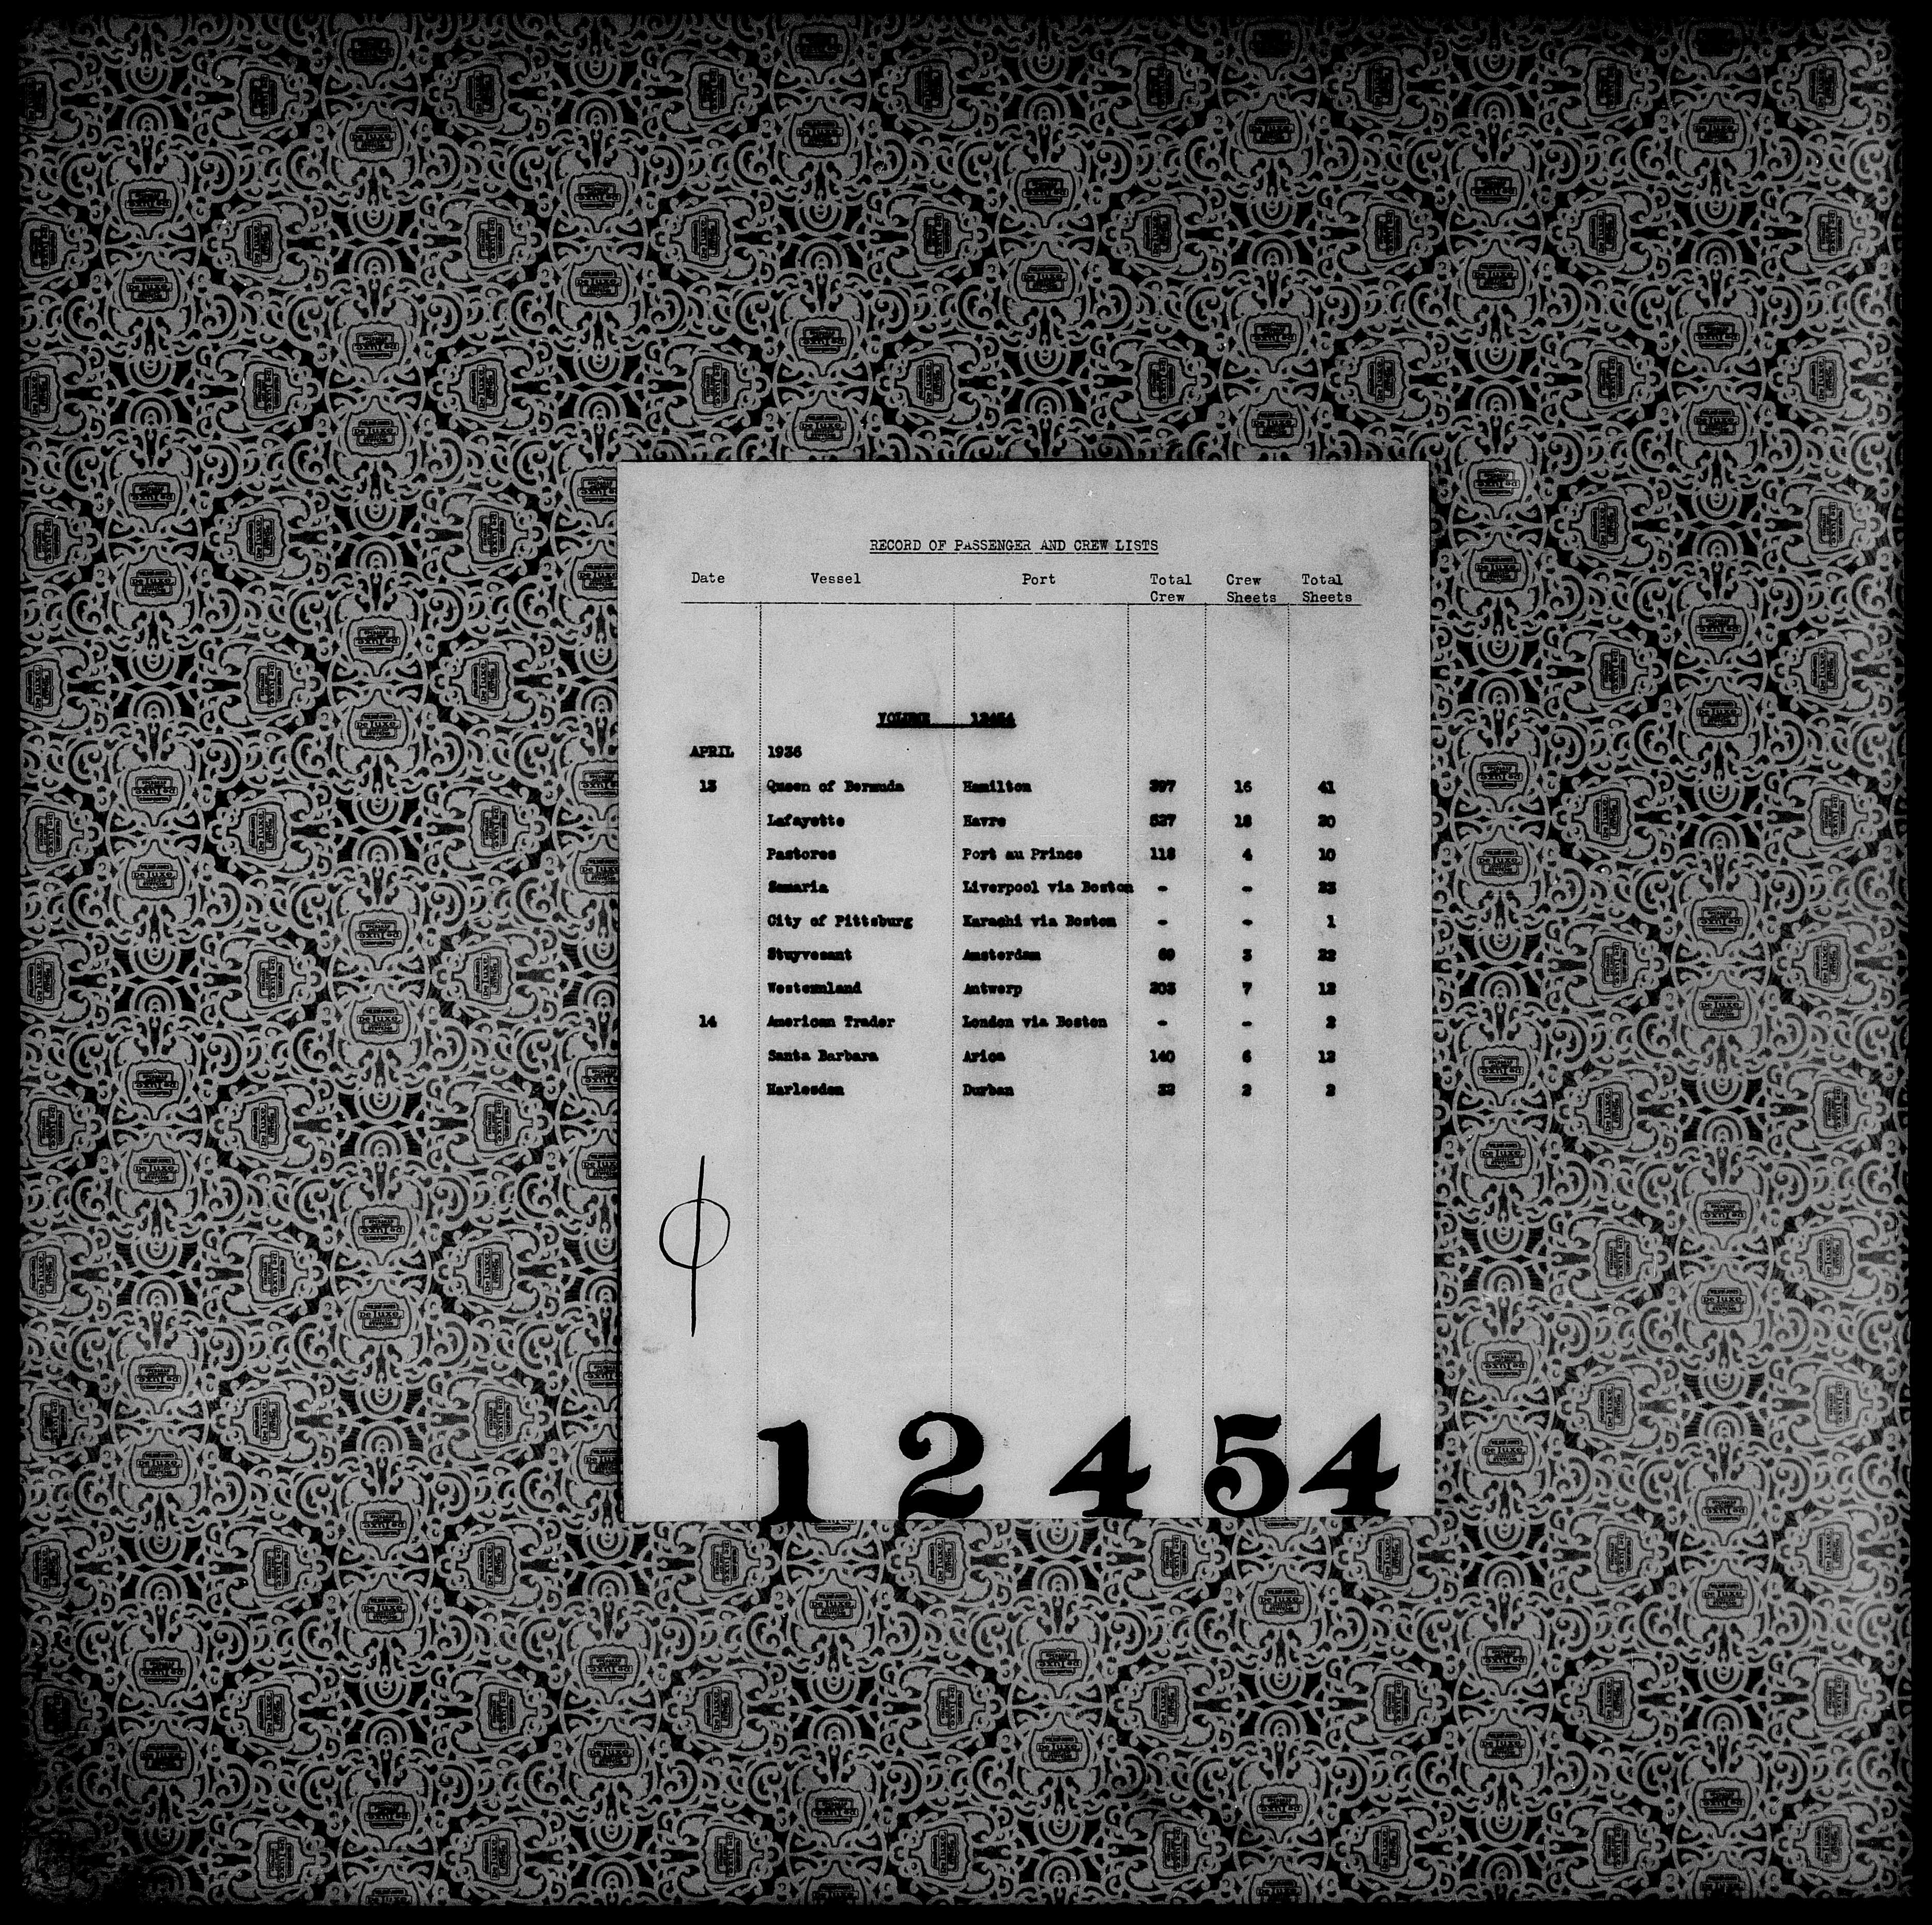 RECORD OF PASSENGER AND CREW LISTS
Date Vessel Port Total Crew Crew Sheets Total Sheets
VOLUME 12454
APRIL 1936
13 Queen of Bermuda Hamilton 397 16 41
Lafayette Havre 527 18 20
Pastores Port au Prince 118 4 10
Samaria Liverpool via Boston - - 23
City of Pittsburg Karachi via Boston - - 1
Stuyvesant Amsterdam 3 22
Westernland Antwerp 203 7 12
14 American Trader London via Boston - - 2
Santa Barbara Arica 140 6 12
Harlesden Durban 32 2 2
12454
De Luxe